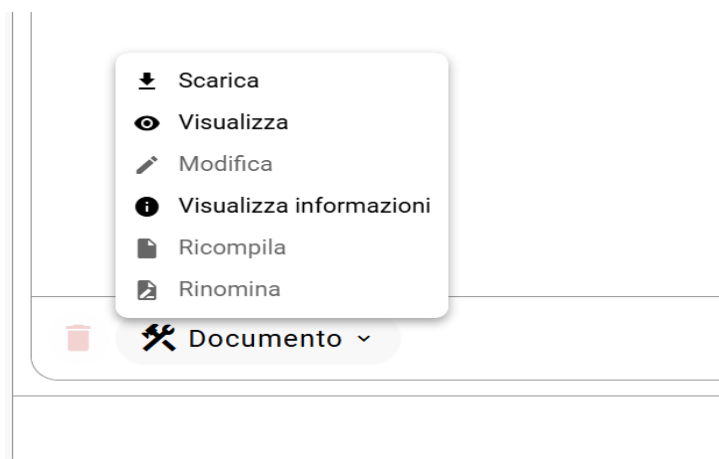 Scarica
Visualizza
Modifica
Visualizza informazioni
Ricompila
Rinomina
Documento